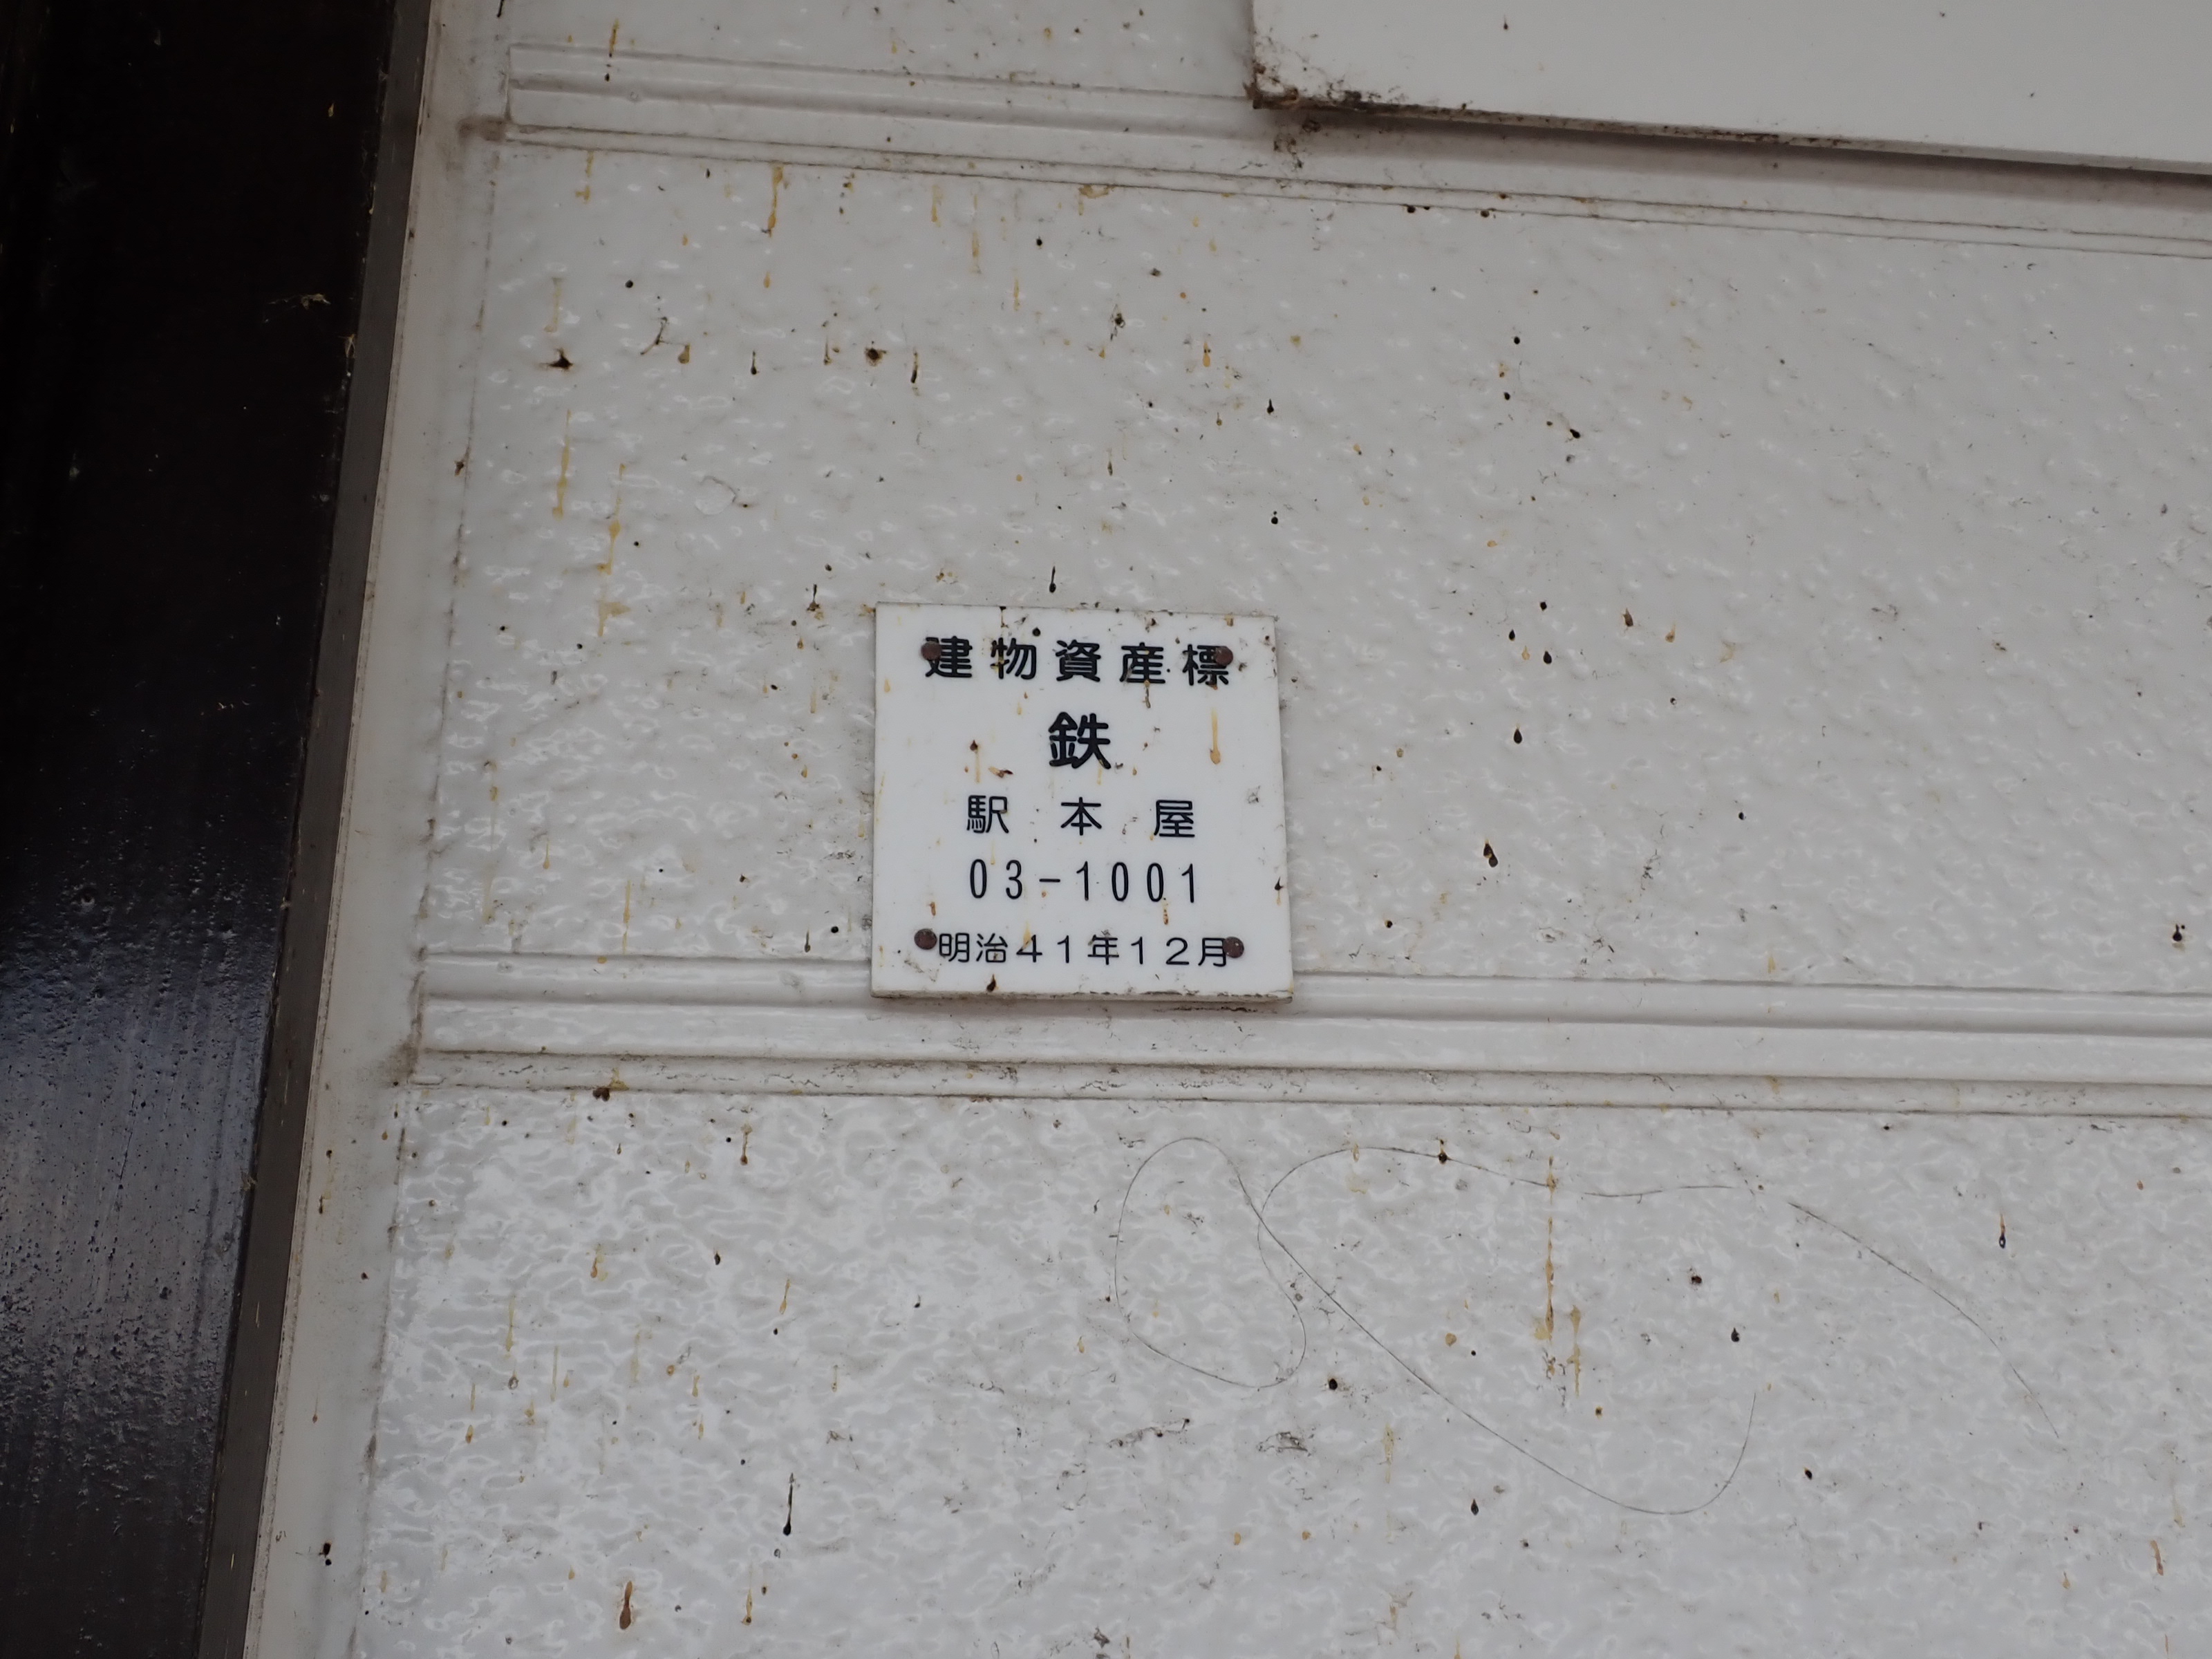 建物資産標
鉄
駅本屋
03-1001
明治41年12月